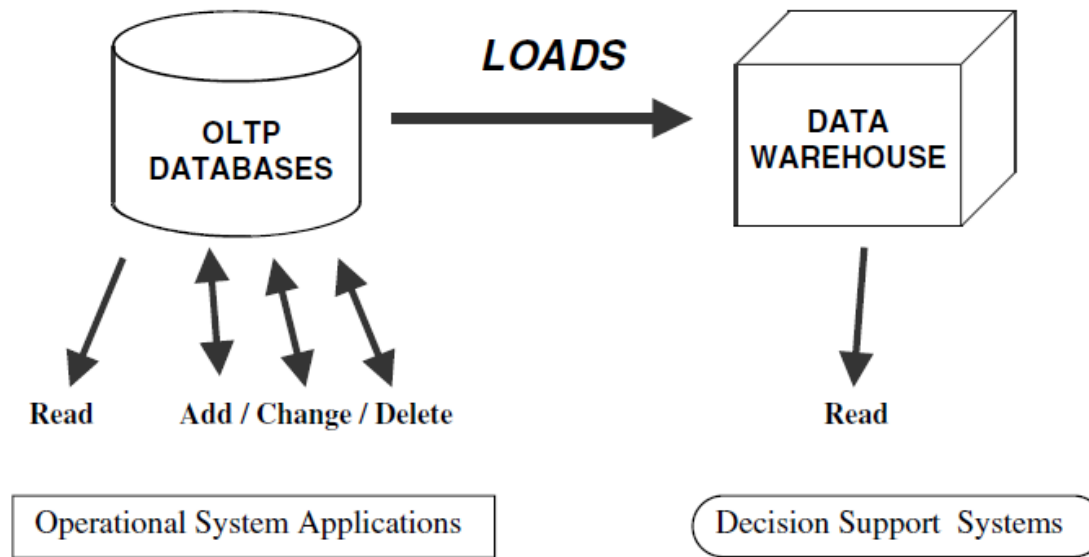 LOADS
OLTP
DATABASES
DATA
WAREHOUSE
Read
Add / Change / Delete
Read
Operational System Applications
Decision Support Systems